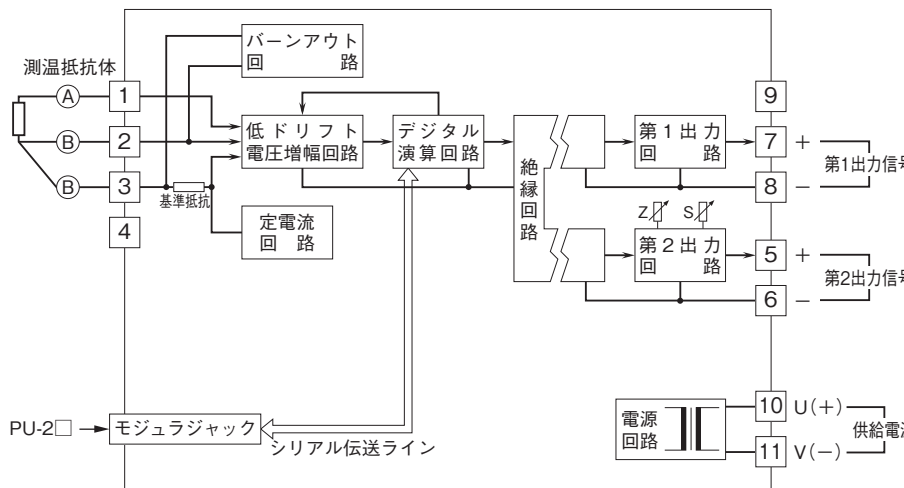 バーンアウト
回　路
測温抵抗体
A
1
9
B
2
低ドリフト
電圧増幅回路
デジタル
演算回路
第1出力
回　路
7
+
第1出力信号
B
3
基準抵抗
8
−
絶縁回路
4
定電流
回　路
Z
S
第2出力
回　路
5
+
第2出力信号
6
−
電源
回路
10
U(+)
供給電源
11
V(−)
PU-2□
モジュラジャック
シリアル伝送ライン